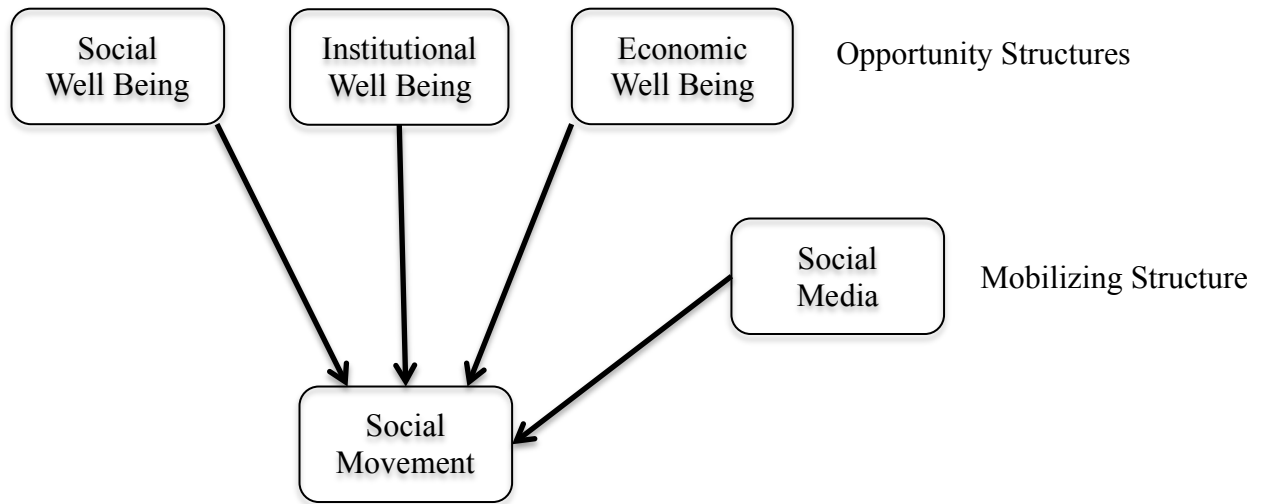 Social
Well Being
Institutional
Well Being
Economic
Well Being
Opportunity Structures
Social
Media
Mobilizing Structure
Social
Movement